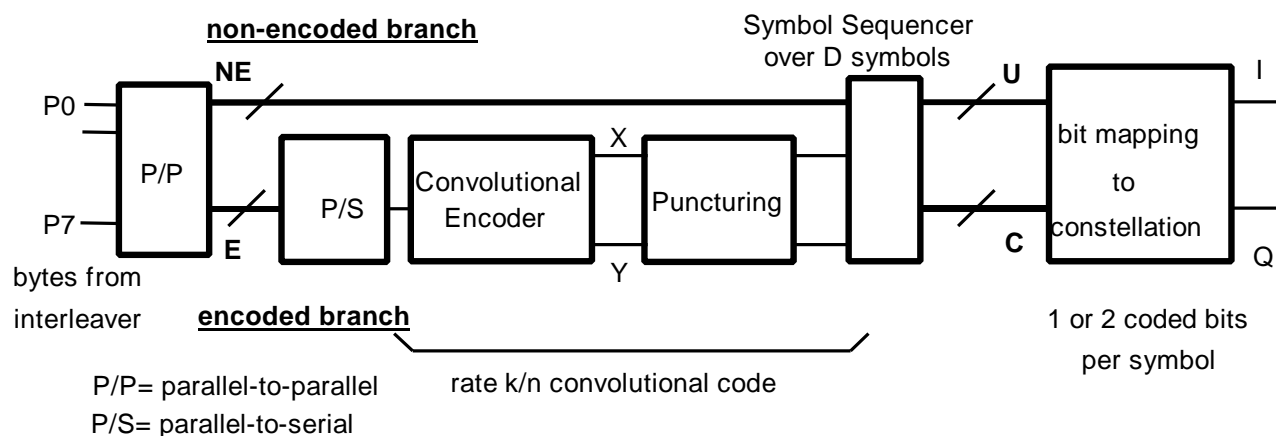 non-encoded branch
Symbol Sequencer
over D symbols
NE
U
I
P0
X
bit mapping
P/P
P/S
Convolutional
Encoder
Puncturing
to
constellation
P7
E
Y
C
Q
bytes from
interleaver
encoded branch
1 or 2 coded bits
per symbol
P/P= parallel-to-parallel
rate k/n convolutional code
P/S= parallel-to-serial